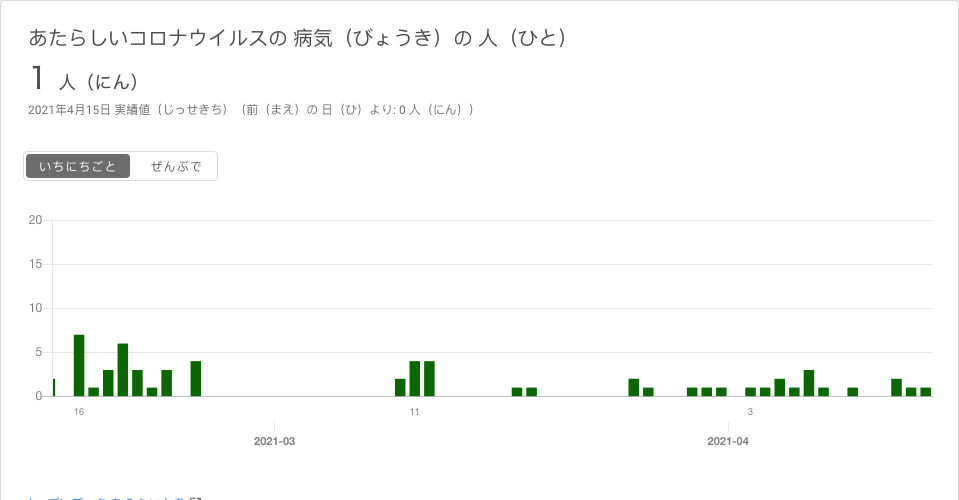 あたらしいコロナウイルスの 病気（びょうき）の 人（ひと）
1 人（にん）
2021年4月15日 実績値（じっせきち）（前（まえ）の 日（ひ）より: 0 人（にん））
いちにちごと ぜんぶで
20
15
10
5
0
16 11 3
2021-03 2021-04